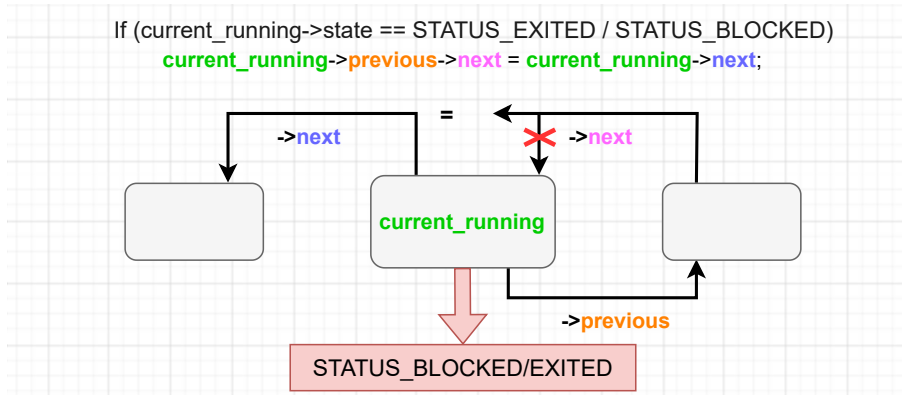 If (current_running->state == STATUS_EXITED / STATUS_BLOCKED)
current_running->previous->next = current_running->next;
=
->next
->next
current_running
->previous
STATUS_BLOCKED/EXITED